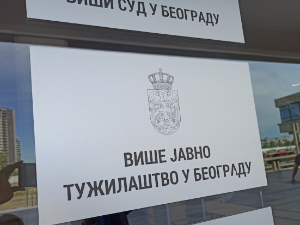 ВИШИ СУД У БЕОГРАДУ
ВИШЕ ЈАВНО
ТУЖИЛАШТВО У БЕОГРАДУ